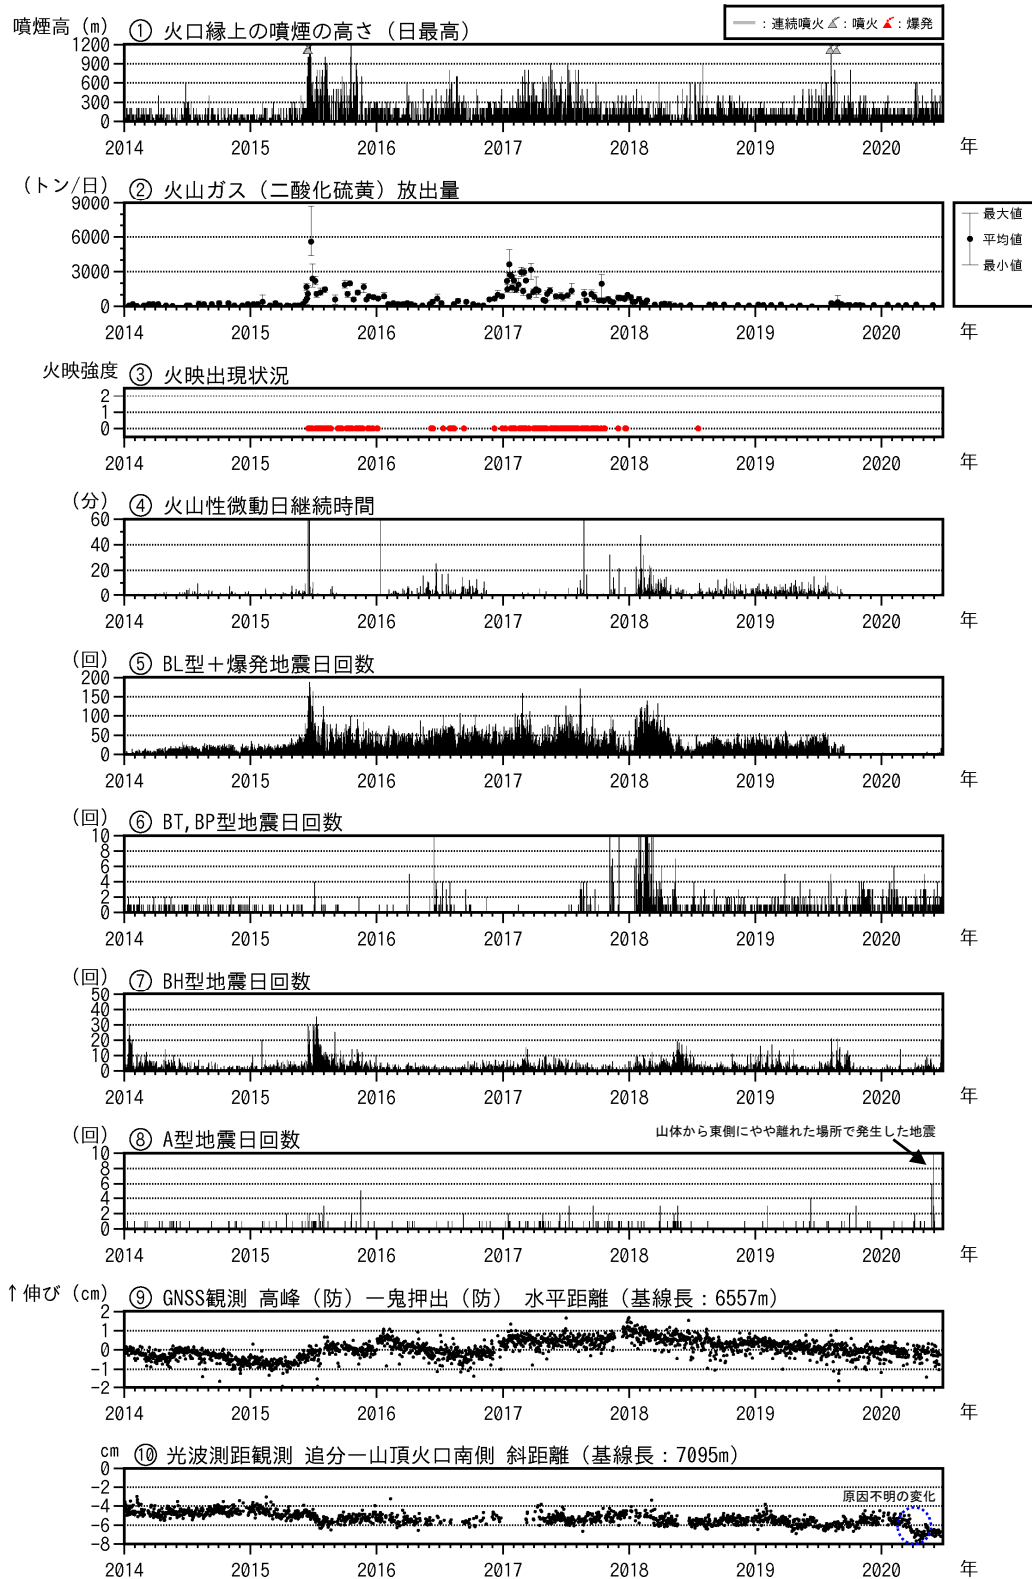 噴煙高 (m) ① 火口縁上の噴煙の高さ（日最高） ：連続噴火 ：噴火 ：爆発
1200
900
600
300
0
2014 2015 2016 2017 2018 2019 2020 年
(トン/日) ② 火山ガス（二酸化硫黄）放出量
9000
6000
3000
0
最大値
平均値
最小値
2014 2015 2016 2017 2018 2019 2020 年
火映強度 ③ 火映出現状況
2
1
0
2014 2015 2016 2017 2018 2019 2020 年
(分) ④ 火山性微動日継続時間
60
40
20
0
2014 2015 2016 2017 2018 2019 2020 年
(回) ⑤ BL型＋爆発地震日回数
200
150
100
50
0
2014 2015 2016 2017 2018 2019 2020 年
(回) ⑥ BT,BP型地震日回数
10
8
6
4
2
0
2014 2015 2016 2017 2018 2019 2020 年
(回) ⑦ BH型地震日回数
50
40
30
20
10
0
2014 2015 2016 2017 2018 2019 2020 年
(回) ⑧ A型地震日回数
山体から東側にやや離れた場所で発生した地震
10
8
6
4
2
0
2014 2015 2016 2017 2018 2019 2020 年
↑伸び (cm) ⑨ GNSS観測 高峰（防）ー鬼押出（防） 水平距離（基線長：6557m）
2
1
0
-1
-2
2014 2015 2016 2017 2018 2019 2020 年
cm ⑩ 光波測距観測 追分ー山頂火口南側 斜距離（基線長：7095m）
0
-2
-4
-6
-8
原因不明の変化
2014 2015 2016 2017 2018 2019 2020 年